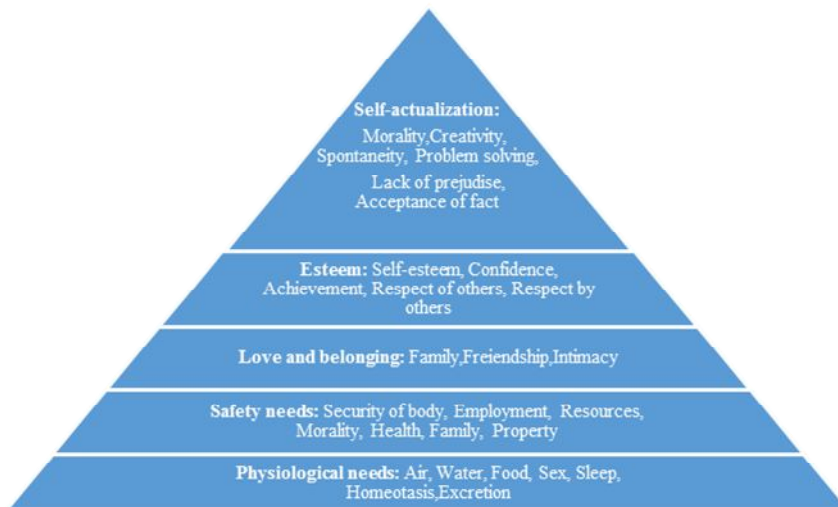 Self-actualization:
Morality,Creativity,
Spontaneity, Problem solving,
Lack of prejudise,
Acceptance of fact
Esteem: Self-esteem, Confidence,
Achievement, Respect of others, Respect by
others
Love and belonging: Family,Freiendship,Intimacy
Safety needs: Security of body, Employment, Resources,
Morality, Health, Family, Property
Physiological needs: Air, Water, Food, Sex, Sleep,
Homeotasis,Excretion